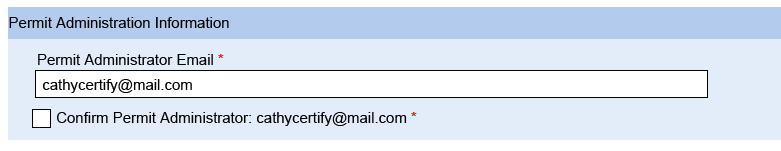 Permit Administration Information
Permit Administrator Email *
cathycertify@mail.com
Confirm Permit Administrator: cathycertify@mail.com *